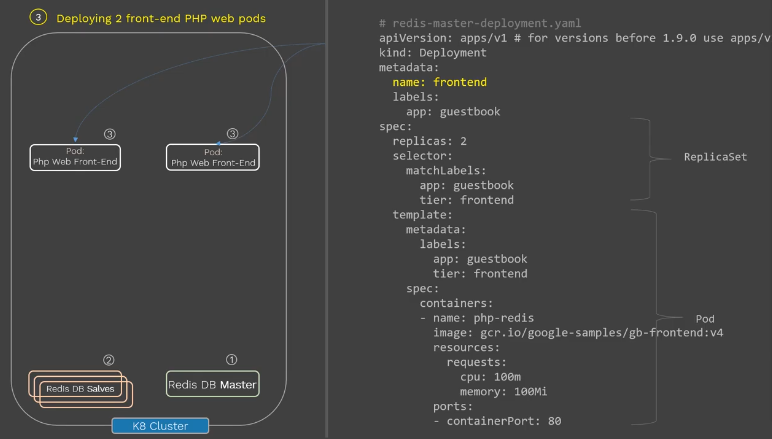 3 Deploying 2 front-end PHP web pods
3
Pod:
Php Web Front-End
3
Pod:
Php Web Front-End
2
Redis DB Salves
1
Redis DB Master
K8 Cluster
# redis-master-deployment.yaml
apiVersion: apps/v1 # for versions before 1.9.0 use apps/v
kind: Deployment
metadata:
name: frontend
labels:
app: guestbook
spec:
replicas: 2
selector:
matchLabels:
app: guestbook
tier: frontend
template:
metadata:
labels:
app: guestbook
tier: frontend
spec:
containers:
- name: php-redis
image: gcr.io/google-samples/gb-frontend:v4
resources:
requests:
cpu: 100m
memory: 100Mi
ports:
- containerPort: 80
ReplicaSet
Pod